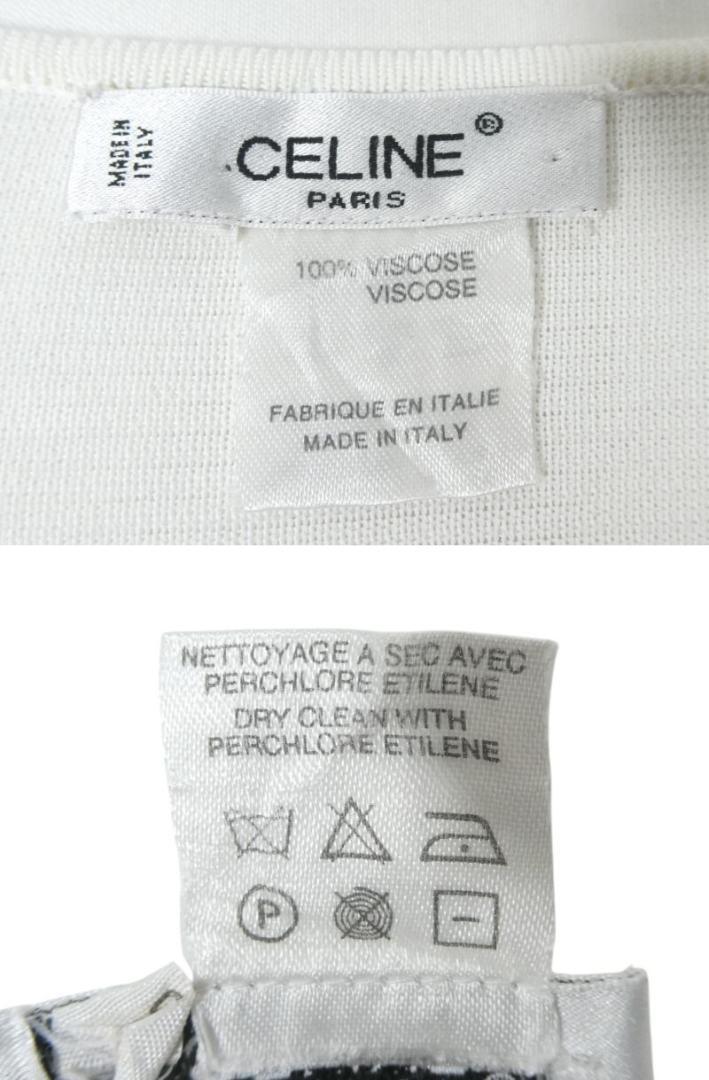 MADE IN
ITALY
CELINE®
PARIS
100% VISCOSE
VISCOSE
FABRIQUE EN ITALIE
MADE IN ITALY
NETTOYAGE A SEC AVEC
PERCHLORE ETILENE
DRY CLEAN WITH
PERCHLORE ETILENE
P